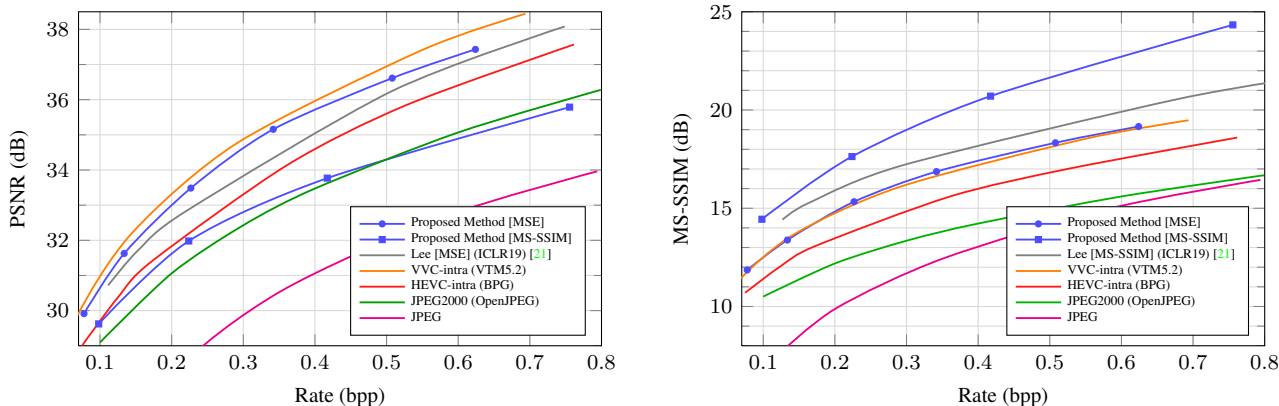 38
36
34
32
30
PSNR (dB)
0.1 0.2 0.3 0.4 0.5 0.6 0.7 0.8
Rate (bpp)
Proposed Method [MSE]
Proposed Method [MS-SSIM]
Lee [MSE] (ICLR19) [21]
VVC-intra (VTM5.2)
HEVC-intra (BPG)
JPEG2000 (OpenJPEG)
JPEG
25
20
15
10
MS-SSIM (dB)
0.1 0.2 0.3 0.4 0.5 0.6 0.7 0.8
Rate (bpp)
Proposed Method [MSE]
Proposed Method [MS-SSIM]
Lee [MS-SSIM] (ICLR19) [21]
VVC-intra (VTM5.2)
HEVC-intra (BPG)
JPEG2000 (OpenJPEG)
JPEG